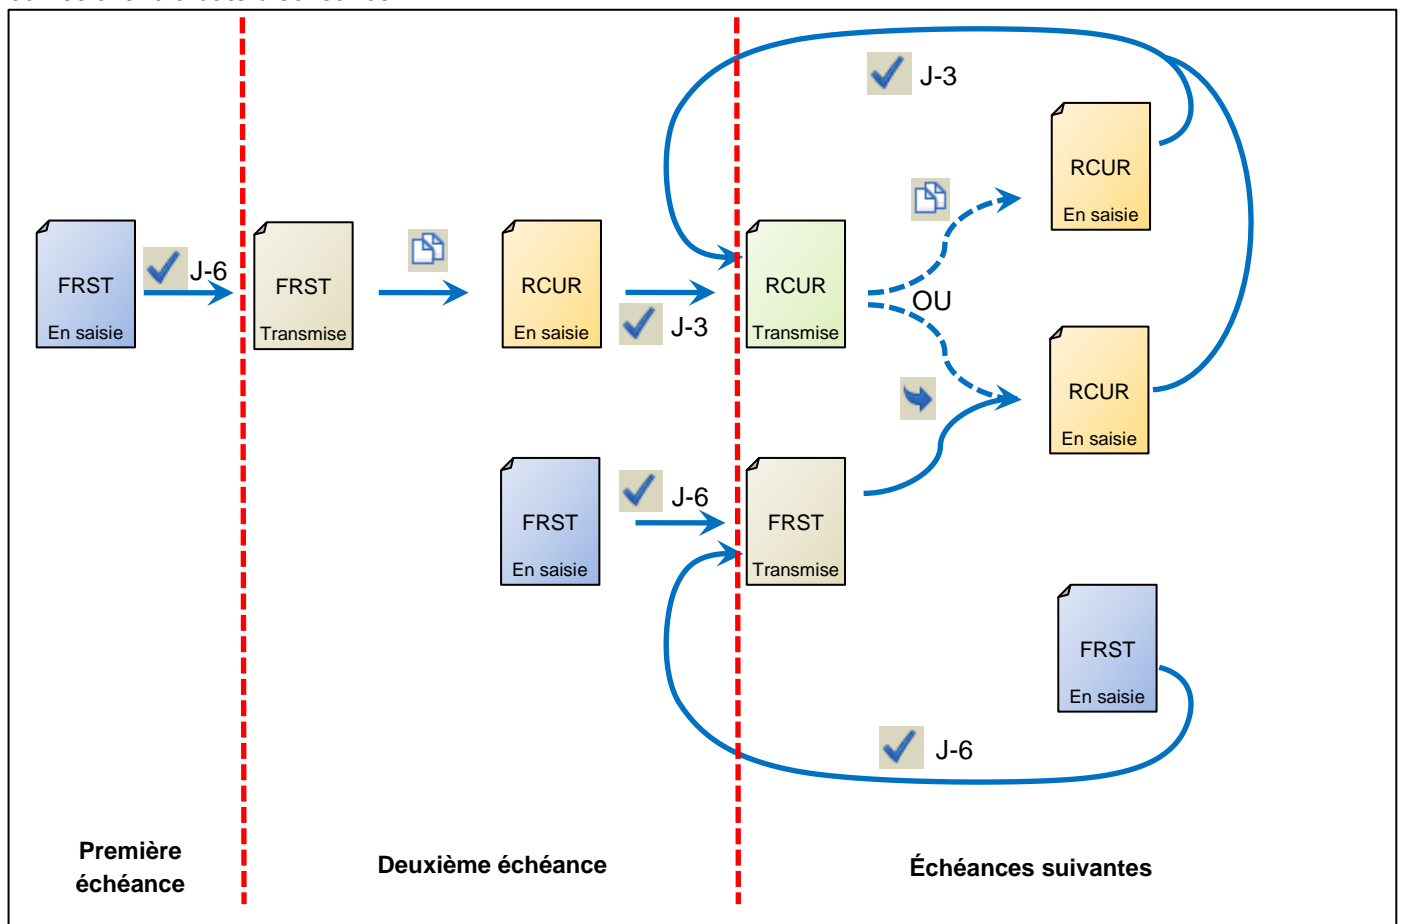 J-3
RCUR
En saisie
FRST
En saisie
J-6
FRST
Transmise
RCUR
En saisie
J-3
RCUR
Transmise
OU
RCUR
En saisie
FRST
En saisie
J-6
FRST
Transmise
FRST
En saisie
J-6
Première
échéance
Deuxième échéance
Échéances suivantes